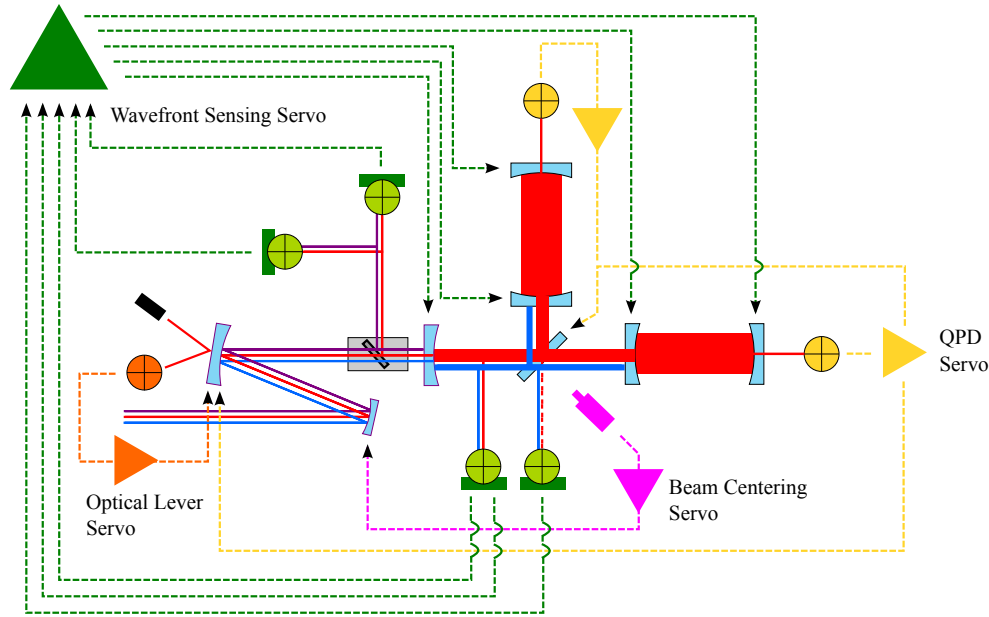 Wavefront Sensing Servo
QPD
Servo
Optical Lever
Servo
Beam Centering
Servo